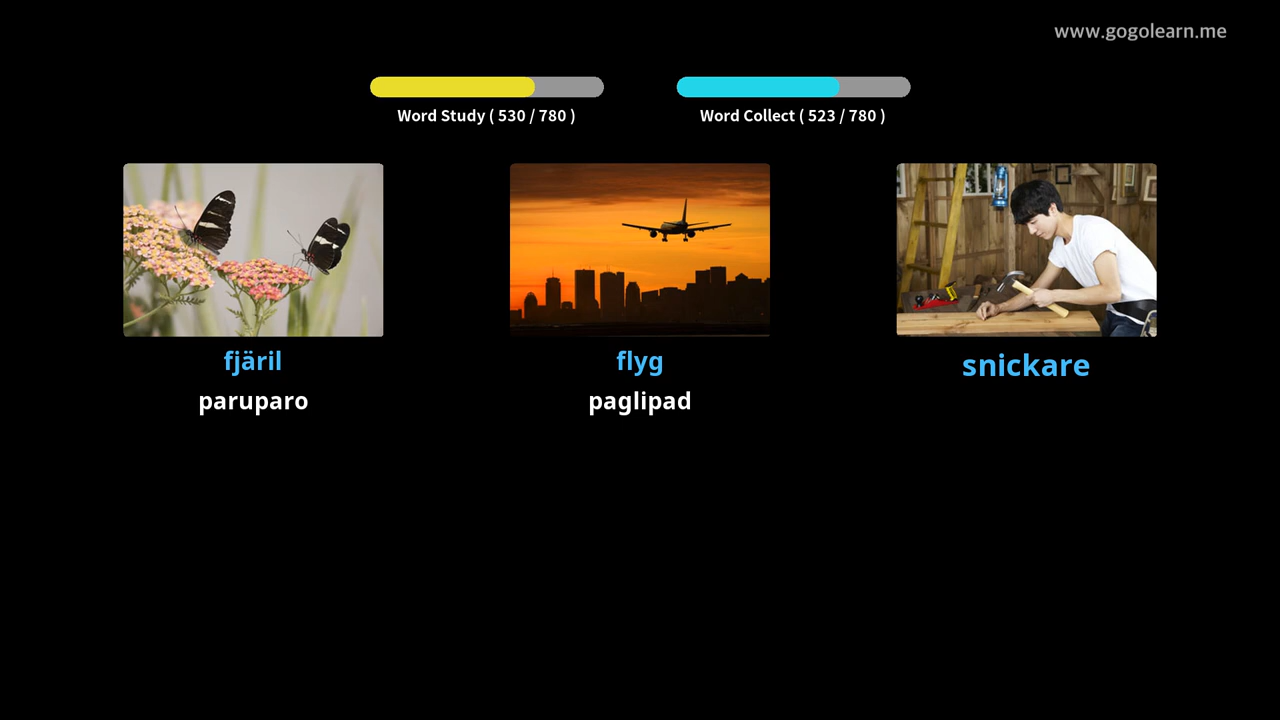 www.gogolearn.me
Word Study ( 530 / 780 )
Word Collect ( 523 / 780 )
fjäril
paruparo
flyg
paglipad
snickare